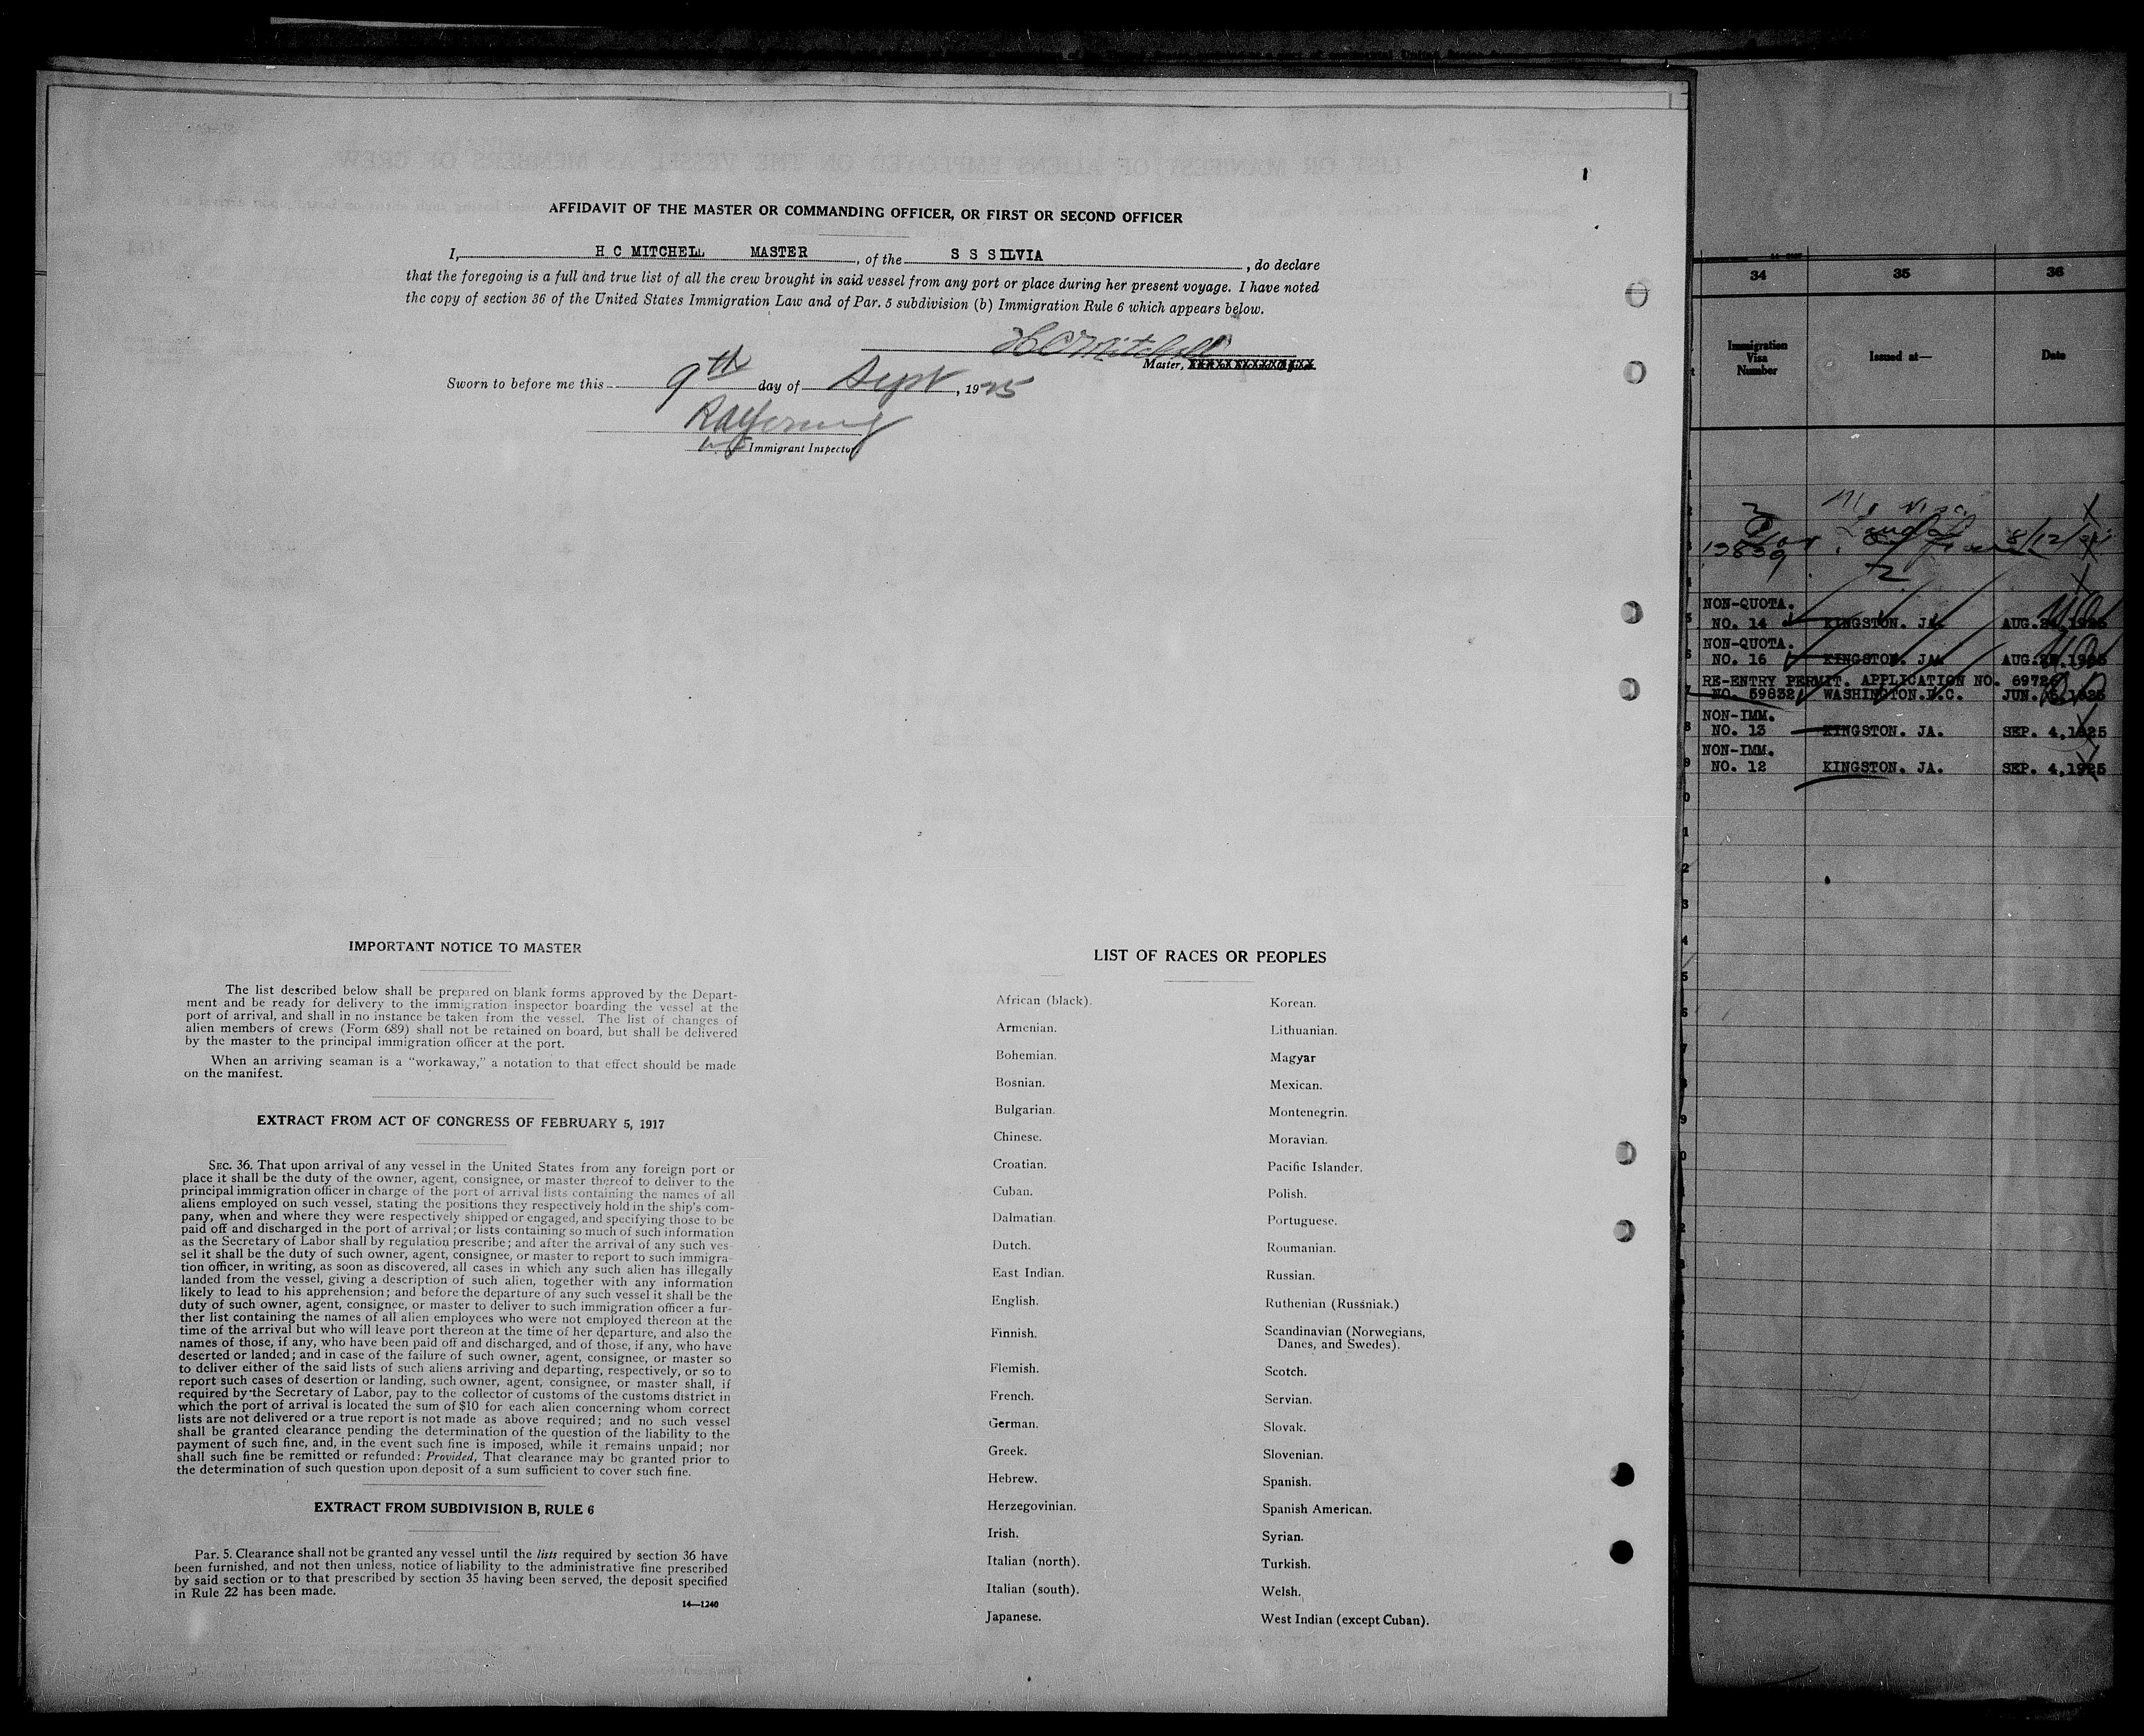 AFFIDAVIT OF THE MASTER OR COMMANDING OFFICER, OR FIRST OR SECOND OFFICER
I, H C MITCHELL MASTER, of the S S SILVIA, do declare
that the foregoing is a full and true list of all the crew brought in said vessel from any port or place during her present voyage. I have noted
the copy of section 36 of the United States Immigration Law and of Par. 5 subdivision (b) Immigration Rule 6 which appears below.
H C Mitchell
Master,
Sworn to before me this 9th day of Sept, 1925
Immigrant Inspector.
IMPORTANT NOTICE TO MASTER
The list described below shall be prepared on blank forms approved by the Depart-
ment and be ready for delivery to the immigration inspector boarding the vessel at the
port of arrival, and shall in no instance be taken from the vessel. The list of changes of
alien members of crews (Form 689) shall not be retained on board, but shall be delivered
by the master to the principal immigration officer at the port.
When an arriving seaman is a "workaway," a notation to that effect should be made
on the manifest.
EXTRACT FROM ACT OF CONGRESS OF FEBRUARY 5, 1917
SEC. 36. That upon arrival of any vessel in the United States from any foreign port or
place it shall be the duty of the owner, agent, consignee, or master thereof to deliver to the
principal immigration officer in charge of the port of arrival lists containing the names of all
aliens employed on such vessel, stating the positions they respectively hold in the ship's com-
pany, when and where they were respectively shipped or engaged, and specifying those to be
paid off and discharged in the port of arrival; or lists containing so much of such information
as the Secretary of Labor shall by regulation prescribe; and after the arrival of any such ves-
sel it shall be the duty of such owner, agent, consignee, or master to report to such immigra-
tion officer, in writing, as soon as discovered, all cases in which any such alien has illegally
landed from the vessel, giving a description of such alien, together with any information
likely to lead to his apprehension; and before the departure of any such vessel it shall be the
duty of such owner, agent, consignee, or master to deliver to such immigration officer a fur-
ther list containing the names of all alien employees who were not employed thereon at the
time of the arrival but who will leave port thereon at the time of her departure, and also the
names of those, if any, who have been paid off and discharged, and of those, if any, who have
deserted or landed; and in case of the failure of such owner, agent, consignee, or master so
to deliver either of the said lists of such aliens arriving and departing, respectively, or so to
report such cases of desertion or landing, such owner, agent, consignee, or master shall, if
required by the Secretary of Labor, pay to the collector of customs of the customs district in
which the port of arrival is located the sum of $10 for each alien concerning whom correct
lists are not delivered or a true report is not made as above required; and no such vessel
shall be granted clearance pending the determination of the question of the liability to the
payment of such fine, and, in the event such fine is imposed, while it remains unpaid; nor
shall such fine be remitted or refunded: Provided, That clearance may be granted prior to
the determination of such question upon deposit of a sum sufficient to cover such fine.
EXTRACT FROM SUBDIVISION B, RULE 6
Par. 5. Clearance shall not be granted any vessel until the lists required by section 36 have
been furnished, and not then unless, notice of liability to the administrative fine prescribed
by said section or to that prescribed by section 35 having been served, the deposit specified
in Rule 22 has been made.
14—1240
LIST OF RACES OR PEOPLES
African (black).
Armenian.
Bohemian.
Bosnian.
Bulgarian.
Chinese.
Croatian.
Cuban.
Dalmatian.
Dutch.
East Indian.
English.
Finnish.
Flemish.
French.
German.
Greek.
Hebrew.
Herzegovinian.
Irish.
Italian (north).
Italian (south).
Japanese.
Korean.
Lithuanian.
Magyar
Mexican.
Montenegrin.
Moravian.
Pacific Islander.
Polish.
Portuguese.
Roumanian.
Russian.
Ruthenian (Russniak.)
Scandinavian (Norwegians,
Danes, and Swedes).
Scotch.
Servian.
Slovak.
Slovenian.
Spanish.
Spanish American.
Syrian.
Turkish.
Welsh.
West Indian (except Cuban).
34 35 36
Immigration Visa Number
Issued at—
Date
NON-QUOTA.
NO. 14 KINGSTON. JA. AUG. 1925
NON-QUOTA.
NO. 16 KINGSTON. JA. AUG. 1925
RE-ENTRY PERMIT. APPLICATION NO.
NO. 59832 WASHINGTON.D.C. JUN. 1925
NON-IMM.
NO. 13 KINGSTON. JA. SEP. 4,1925
NON-IMM.
NO. 12 KINGSTON. JA. SEP. 4,1925